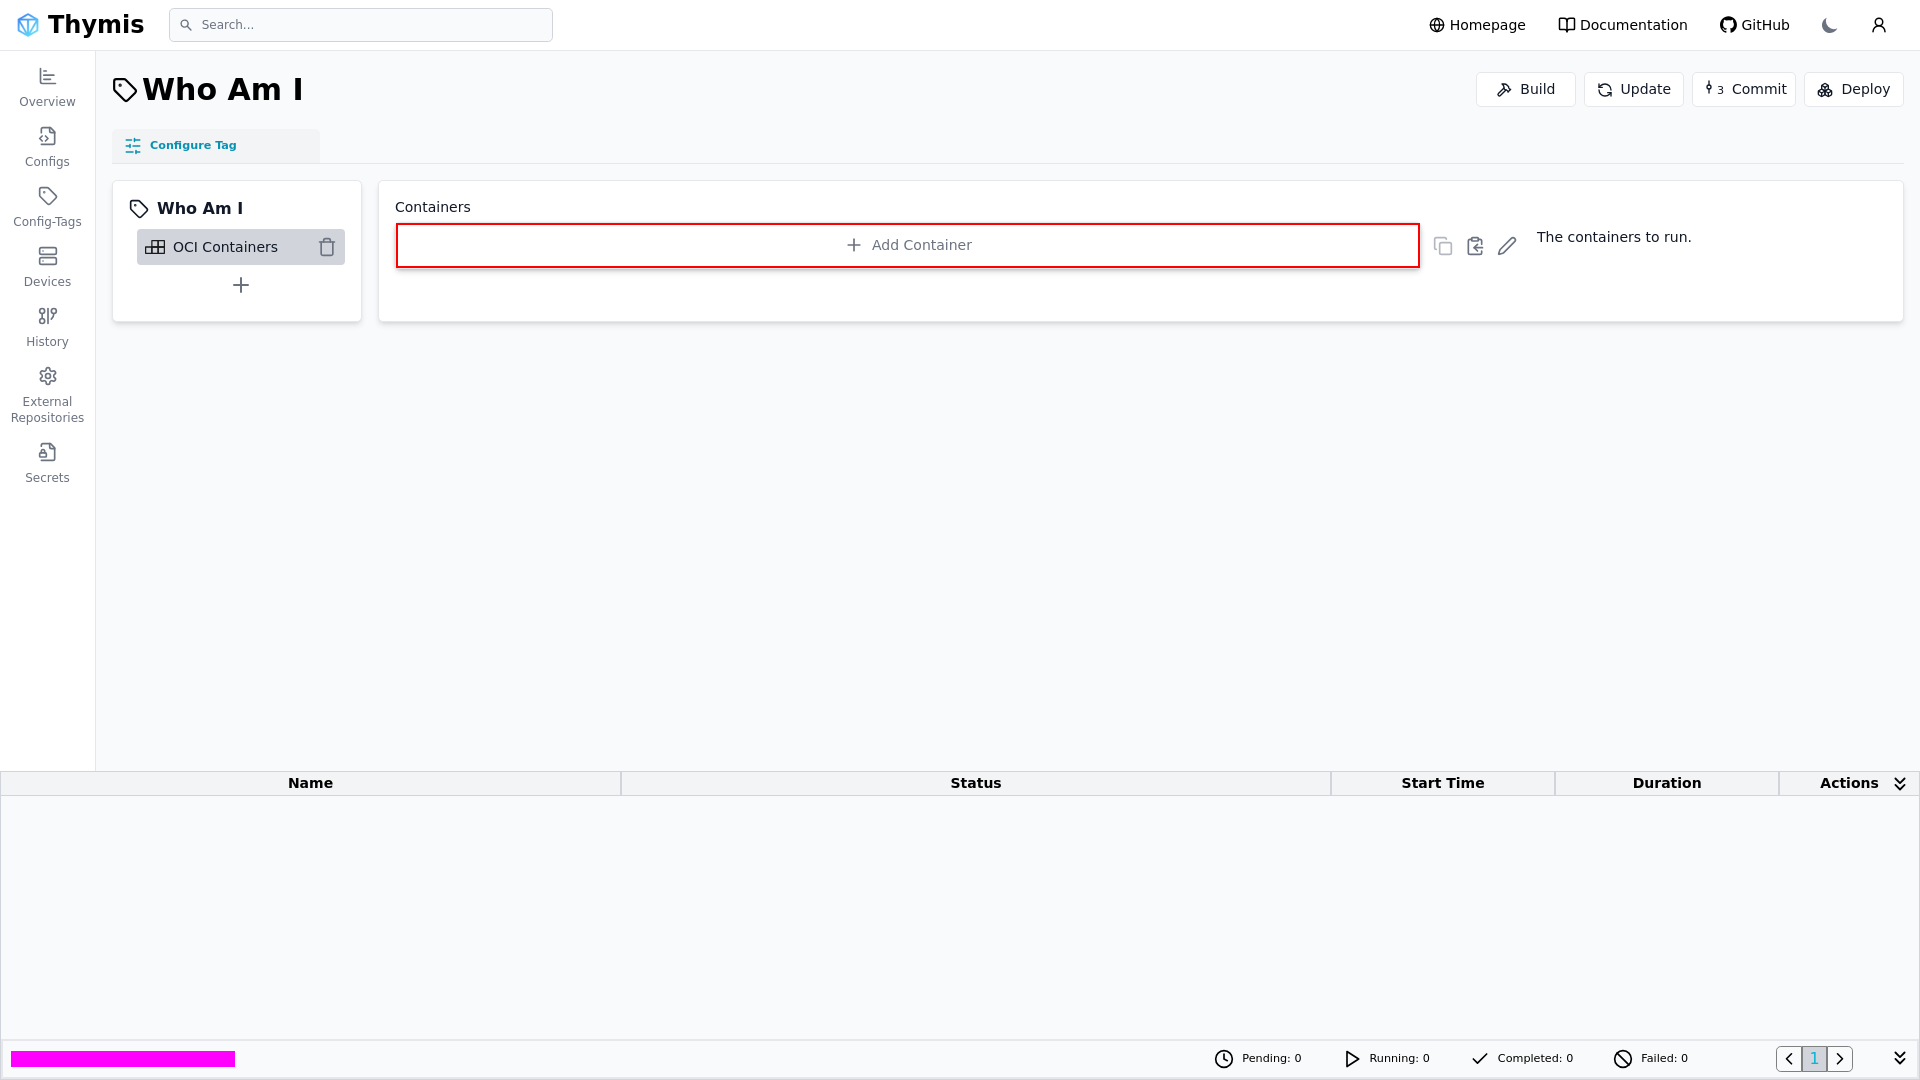 Thymis
Search...
Homepage
Documentation
GitHub
Overview
Configs
Config-Tags
Devices
History
External
Repositories
Secrets
Who Am I
Build
Update
3 Commit
Deploy
Configure Tag
Who Am I
OCI Containers
Containers
Add Container
The containers to run.
Name Status Start Time Duration Actions
Pending: 0 Running: 0 Completed: 0 Failed: 0 1